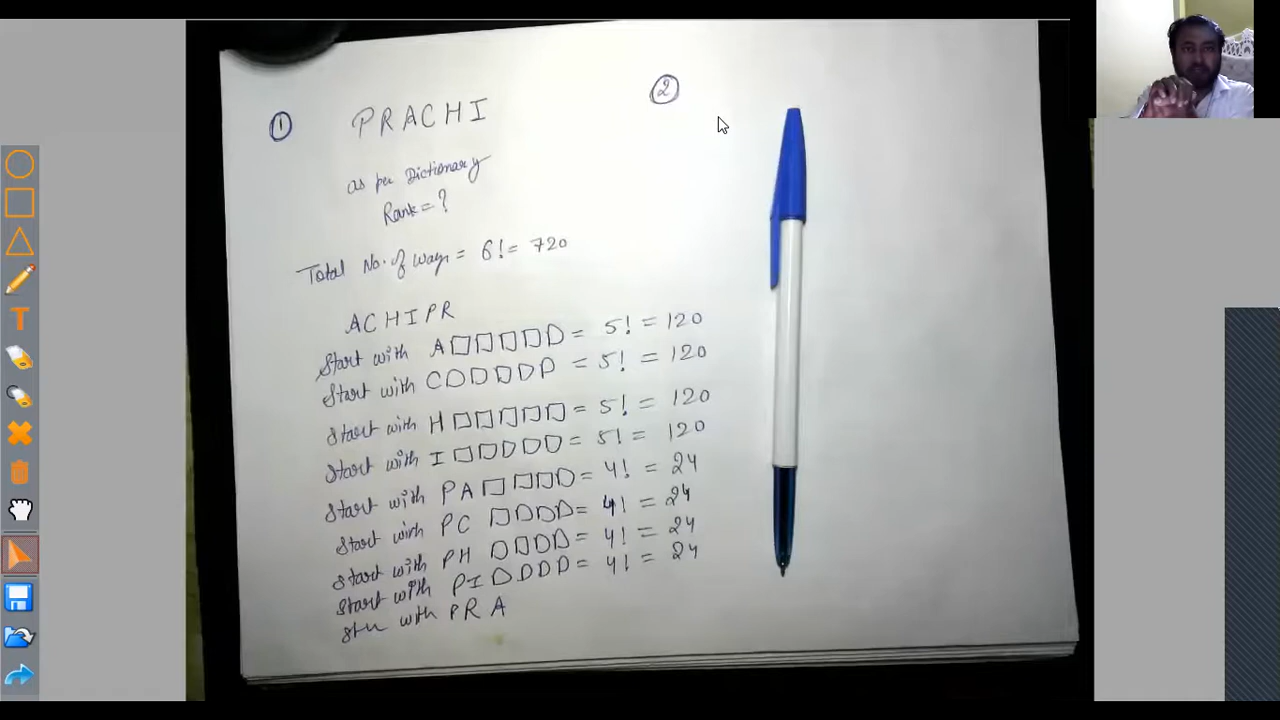 ① PRACHI
as per Dictionary
Rank = ?
Total No. of ways = 6! = 720
ACHIPR
Start with A□□□□□ = 5! = 120
Start with C□□□□□ = 5! = 120
Start with H□□□□□ = 5! = 120
Start with I□□□□□ = 5! = 120
Start with PA□□□□ = 4! = 24
Start with PC□□□□ = 4! = 24
Start with PH□□□□ = 4! = 24
Start with PI□□□□ = 4! = 24
with PRA
②
T